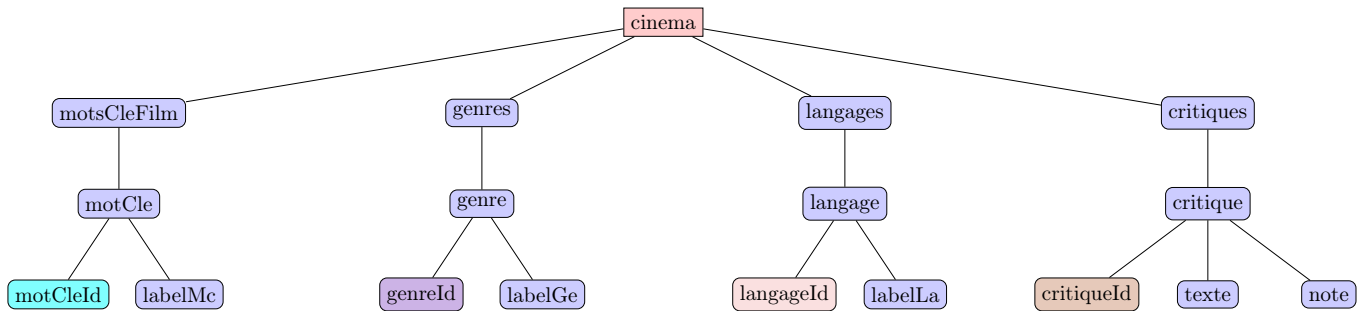 cinema
motsCleFilm genres langages critiques
motCle genre langage critique
motCleId labelMc genreId labelGe langageId labelLa critiqueId texte note